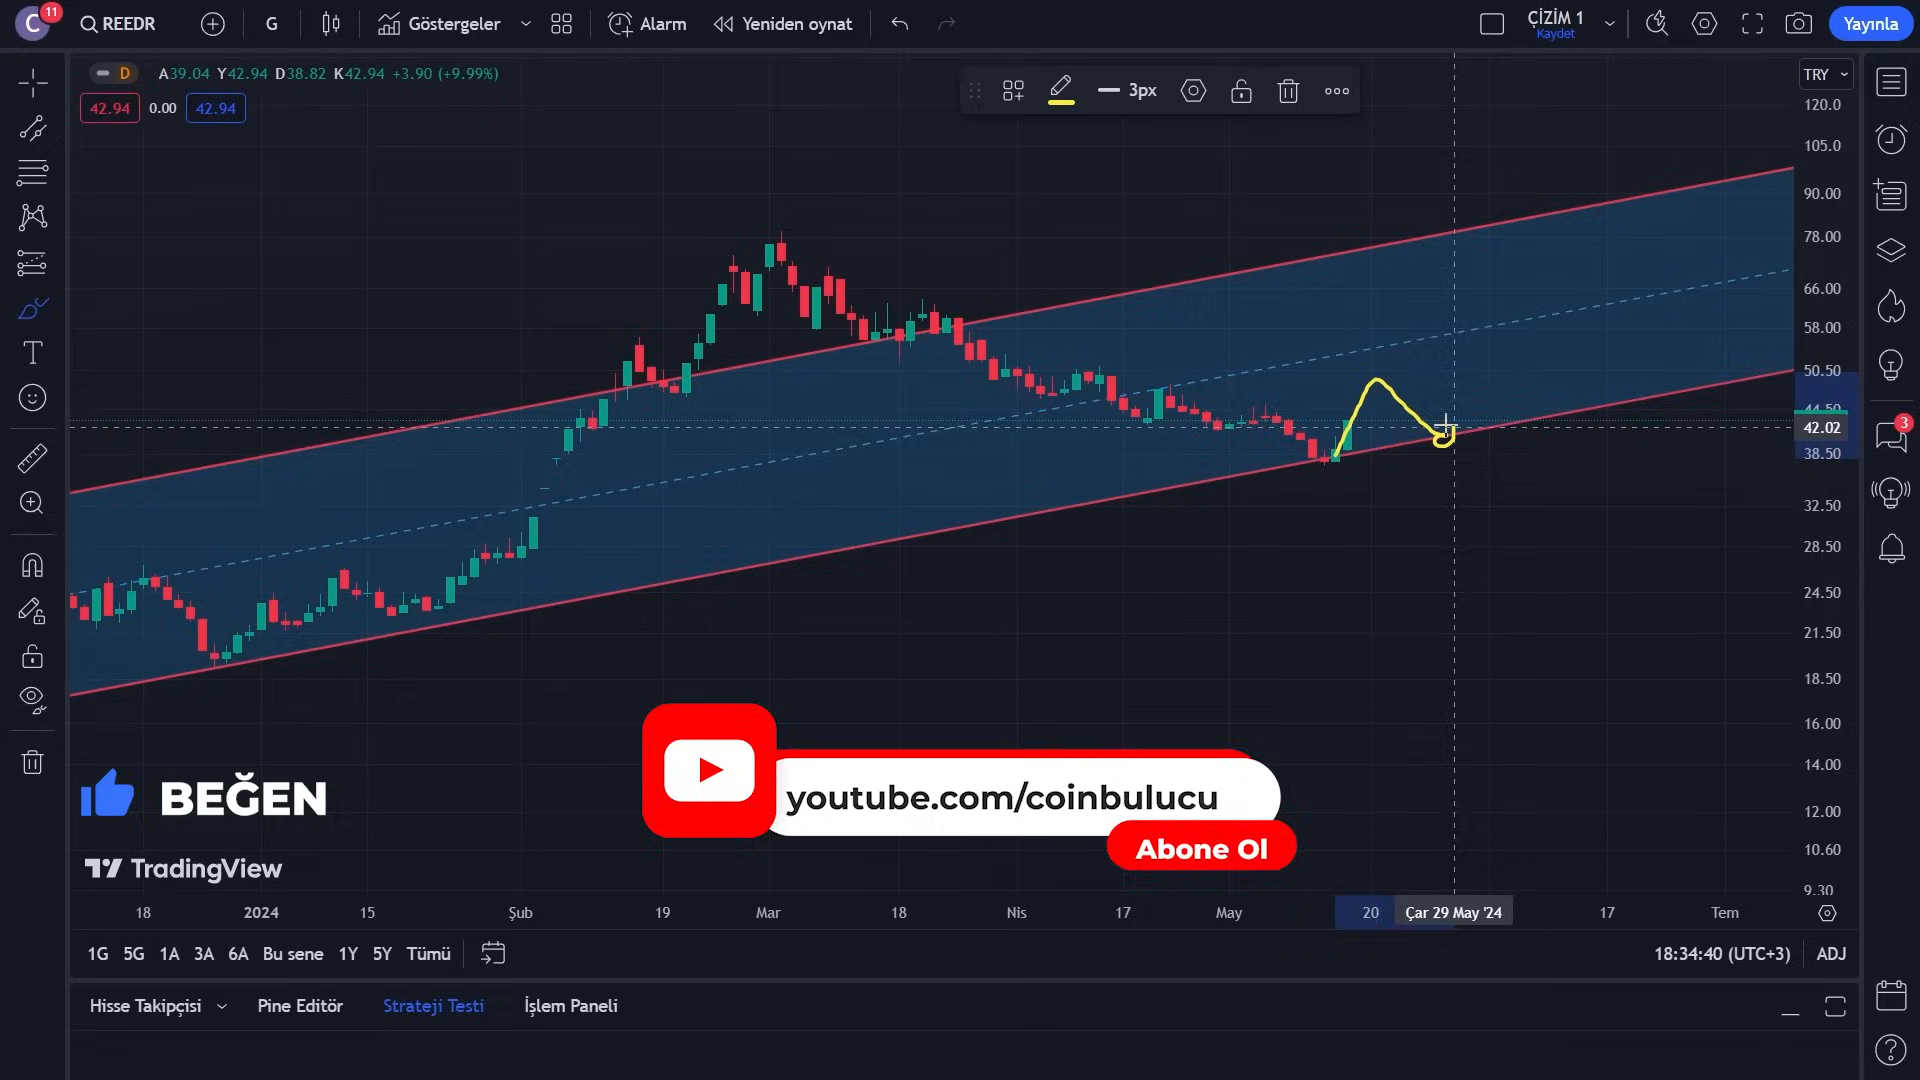 C 11 REEDR G Göstergeler Alarm Yeniden oynat ÇİZİM 1 Kaydet Yayınla
D A39.04 Y42.94 D38.82 K42.94 +3.90 (+9.99%)
42.94 0.00 42.94
3px
TRY
120.0
105.0
90.00
78.00
66.00
58.00
50.50
44.50
42.02
38.50
32.50
28.50
24.50
21.50
18.50
16.00
14.00
12.00
10.60
9.30
3
BEĞEN
youtube.com/coinbulucu
Abone Ol
TradingView
18 2024 15 Şub 19 Mar 18 Nis 17 May 20 Çar 29 May '24 17 Tem
1G 5G 1A 3A 6A Bu sene 1Y 5Y Tümü 18:34:40 (UTC+3) ADJ
Hisse Takipçisi Pine Editör Strateji Testi İşlem Paneli